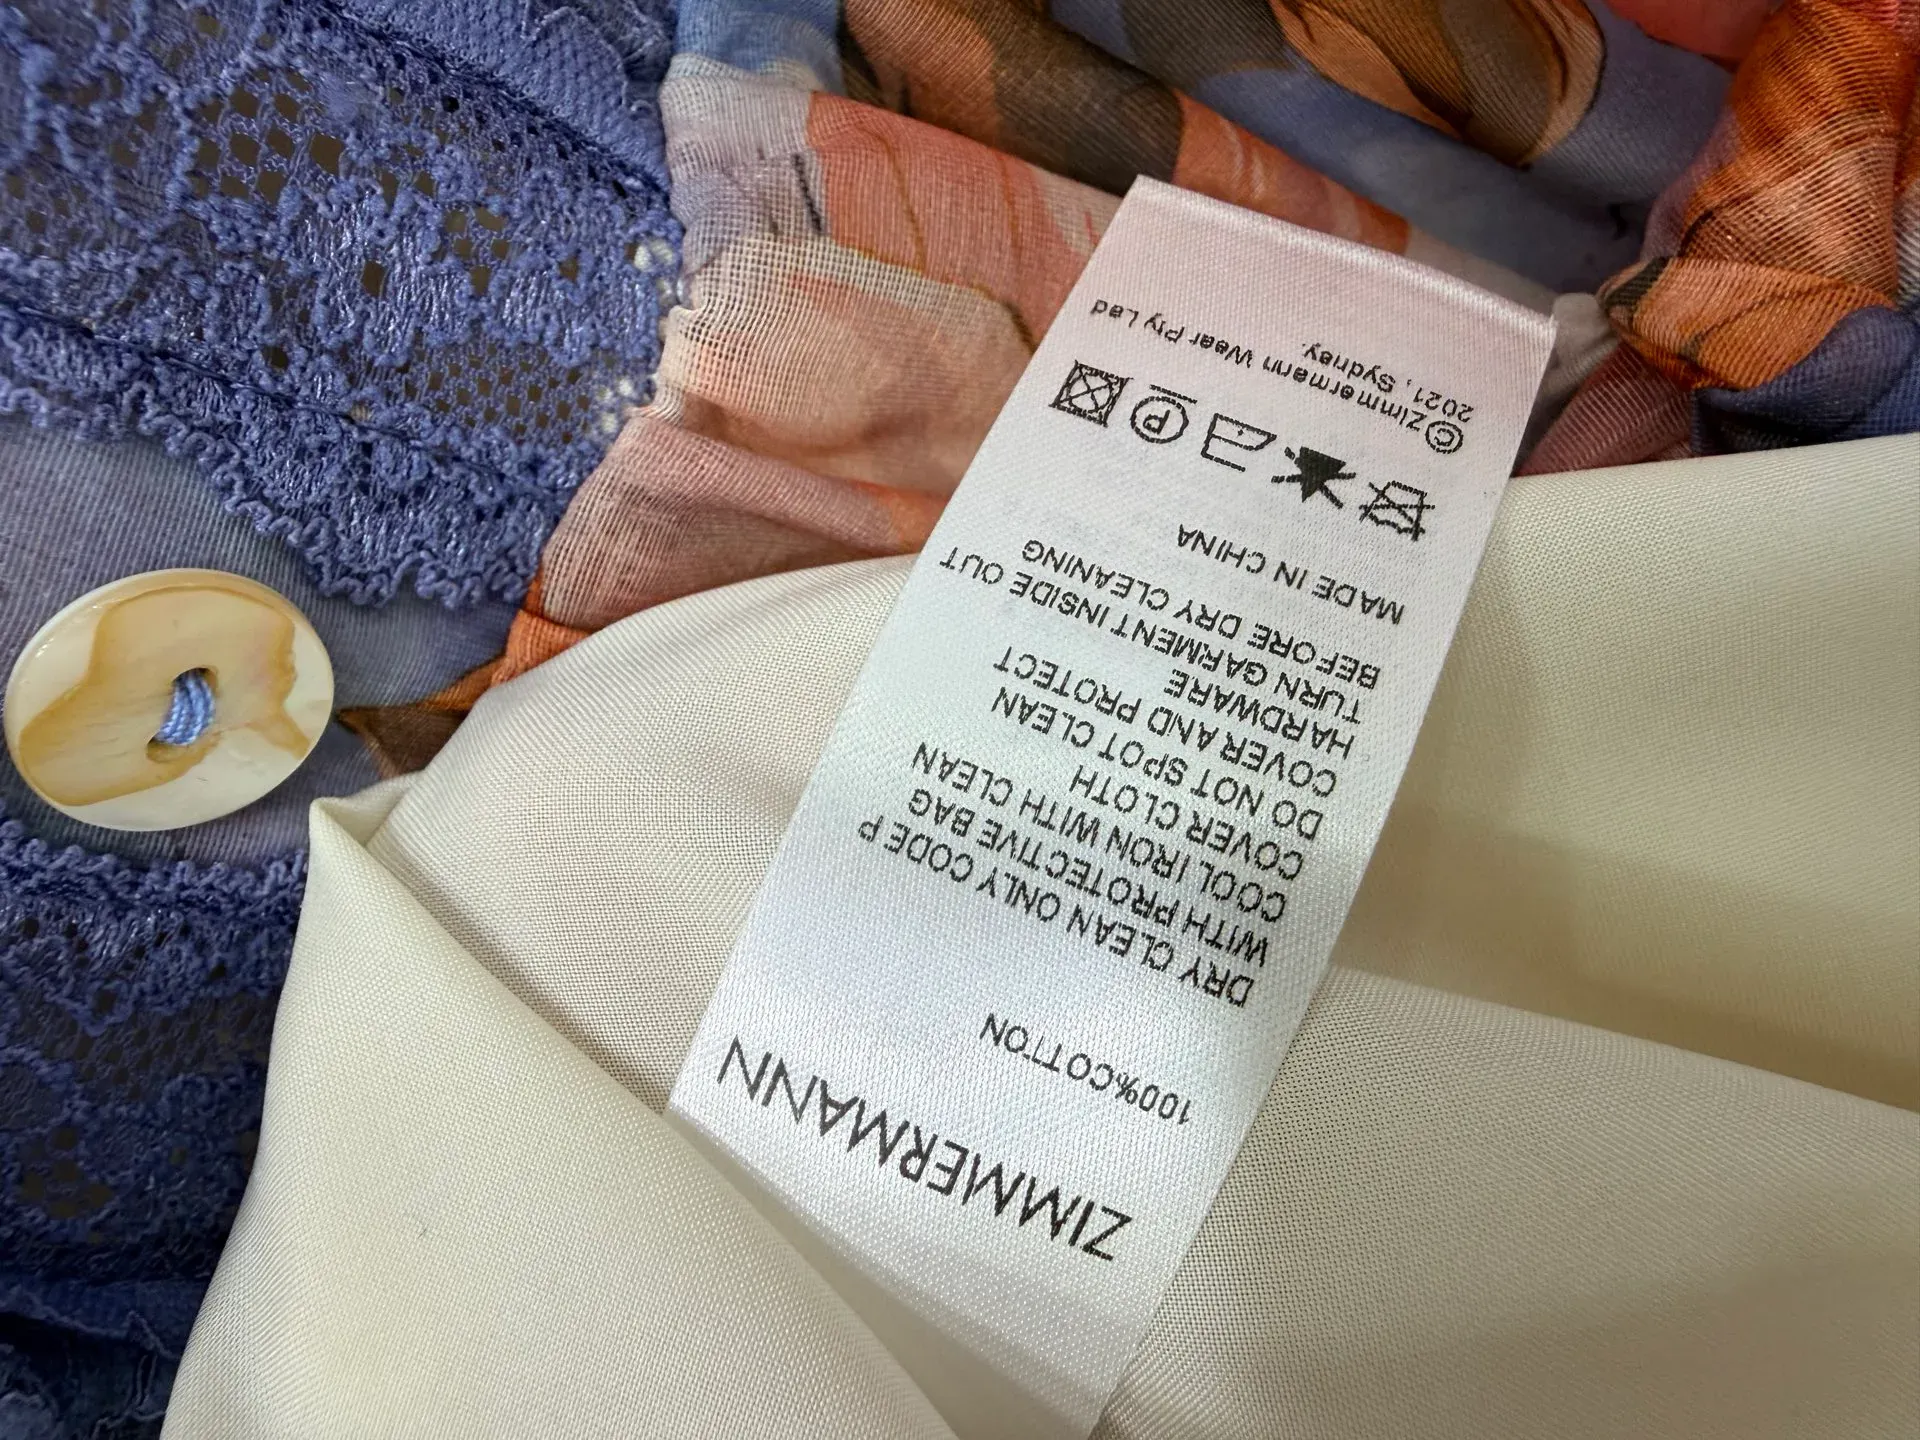 ZIMMERMANN
100%COTTON
DRY CLEAN ONLY CODE P
WITH PROTECTIVE BAG
COOL IRON WITH CLEAN
COVER CLOTH
DO NOT SPOT CLEAN
COVER AND PROTECT
HARDWARE
TURN GARMENT INSIDE OUT
BEFORE DRY CLEANING
MADE IN CHINA
P
©Zimmermann Wear Pty Lad
2021, Sydney.